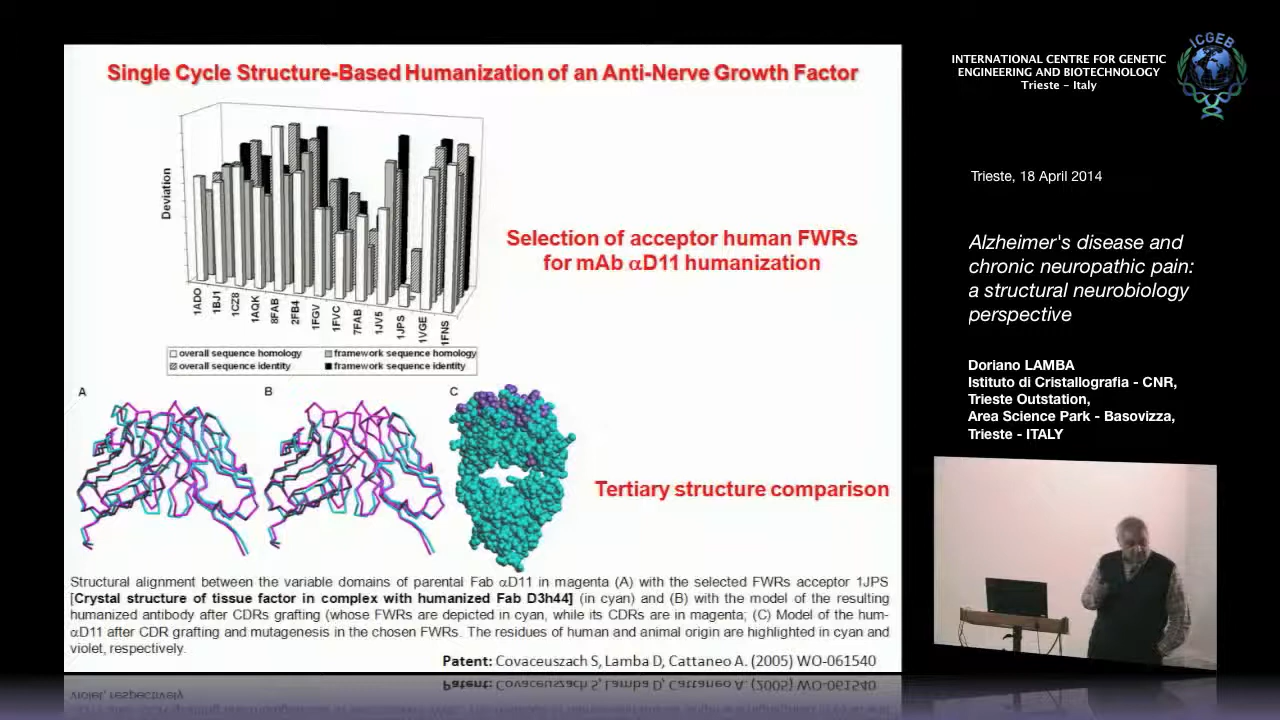 Single Cycle Structure-Based Humanization of an Anti-Nerve Growth Factor
Deviation
1ADO
1BJ1
1CZ8
1AQK
8FAB
2FB4
1FGV
1FVC
7FAB
1JV5
1JPS
1VGE
1FNS
overall sequence homology
framework sequence homology
overall sequence identity
framework sequence identity
Selection of acceptor human FWRs
for mAb αD11 humanization
A
B
C
Tertiary structure comparison
Structural alignment between the variable domains of parental Fab αD11 in magenta (A) with the selected FWRs acceptor 1JPS
[Crystal structure of tissue factor in complex with humanized Fab D3h44] (in cyan) and (B) with the model of the resulting
humanized antibody after CDRs grafting (whose FWRs are depicted in cyan, while its CDRs are in magenta; (C) Model of the hum-
αD11 after CDR grafting and mutagenesis in the chosen FWRs. The residues of human and animal origin are highlighted in cyan and
violet, respectively.
Patent: Covaceuszach S, Lamba D, Cattaneo A. (2005) WO-061540
INTERNATIONAL CENTRE FOR GENETIC
ENGINEERING AND BIOTECHNOLOGY
Trieste - Italy
ICGEB
Trieste, 18 April 2014
Alzheimer's disease and
chronic neuropathic pain:
a structural neurobiology
perspective
Doriano LAMBA
Istituto di Cristallografia - CNR,
Trieste Outstation,
Area Science Park - Basovizza,
Trieste - ITALY